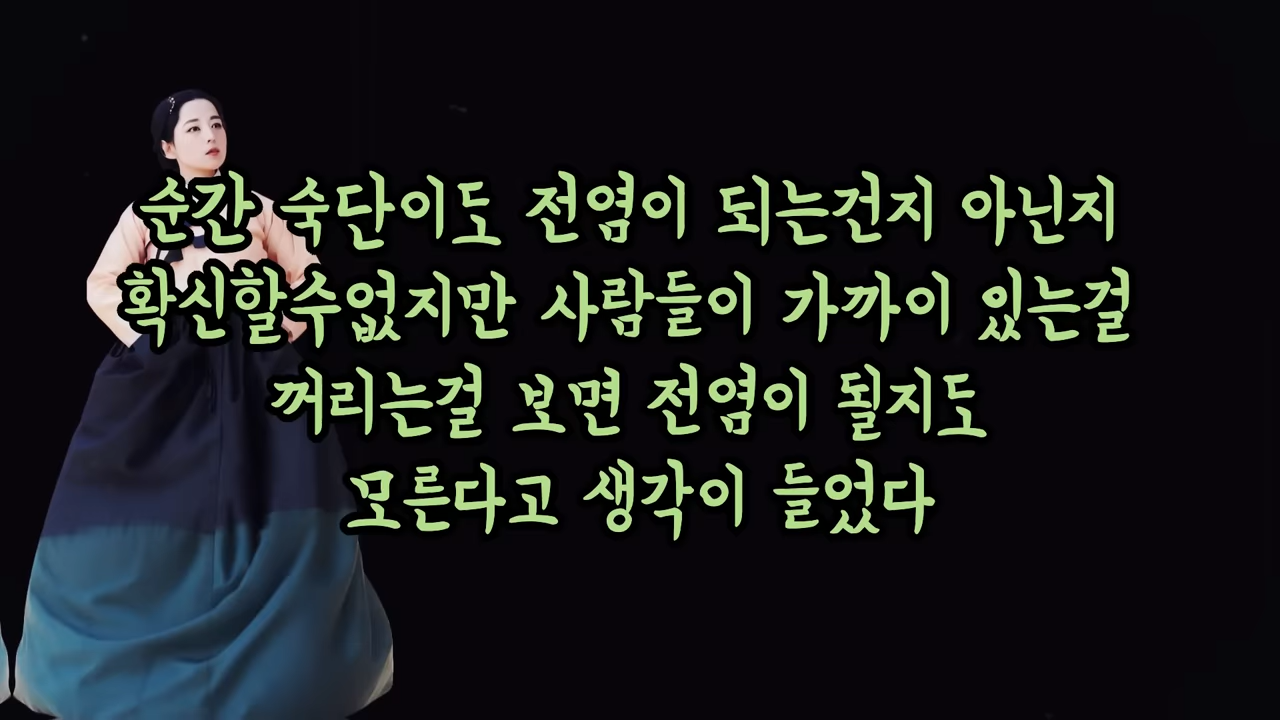 순간 숙단이도 전염이 되는건지 아닌지
확신할수없지만 사람들이 가까이 있는걸
꺼리는걸 보면 전염이 될지도
모른다고 생각이 들었다